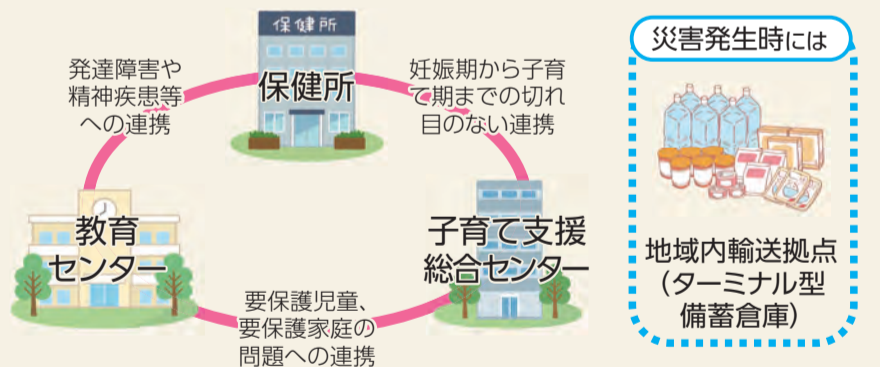 保健所
保健所
発達障害や
精神疾患等
への連携
妊娠期から子育
て期までの切れ
目のない連携
教育
センター
子育て支援
総合センター
要保護児童、
要保護家庭の
問題への連携
災害発生時には
地域内輸送拠点
（ターミナル型
備蓄倉庫）